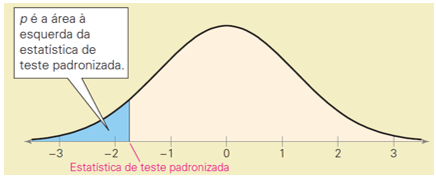 p é a área à
esquerda da
estatística de
teste padronizada.
−3 −2 −1 0 1 2 3
Estatística de teste padronizada